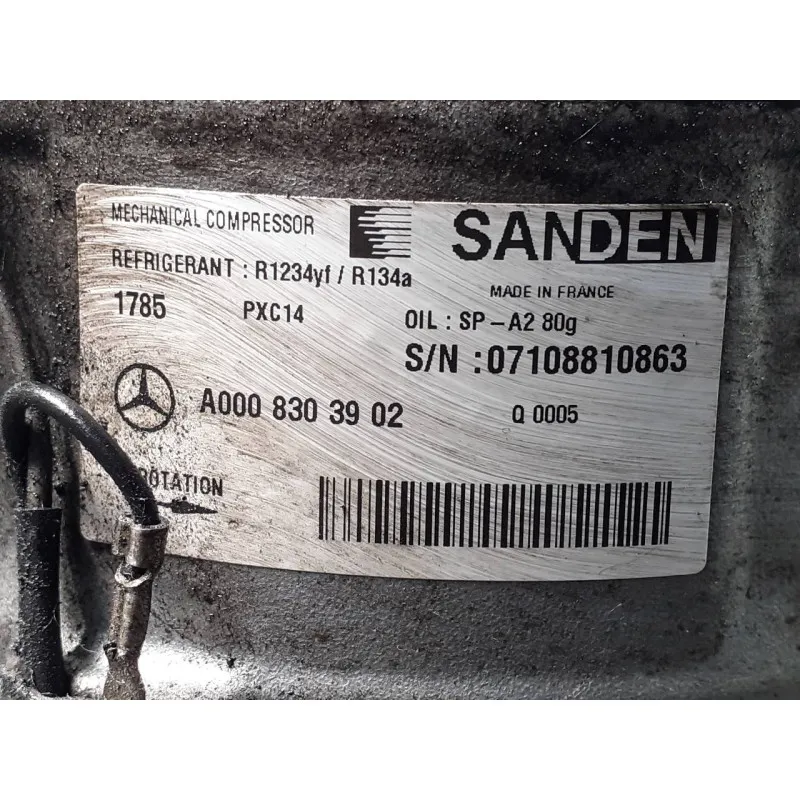 MECHANICAL COMPRESSOR
SANDEN
REFRIGERANT : R1234yf / R134a
MADE IN FRANCE
1785 PXC14 OIL : SP-A2 80g
S/N :07108810863
A000 830 39 02 Q 0005
ROTATION